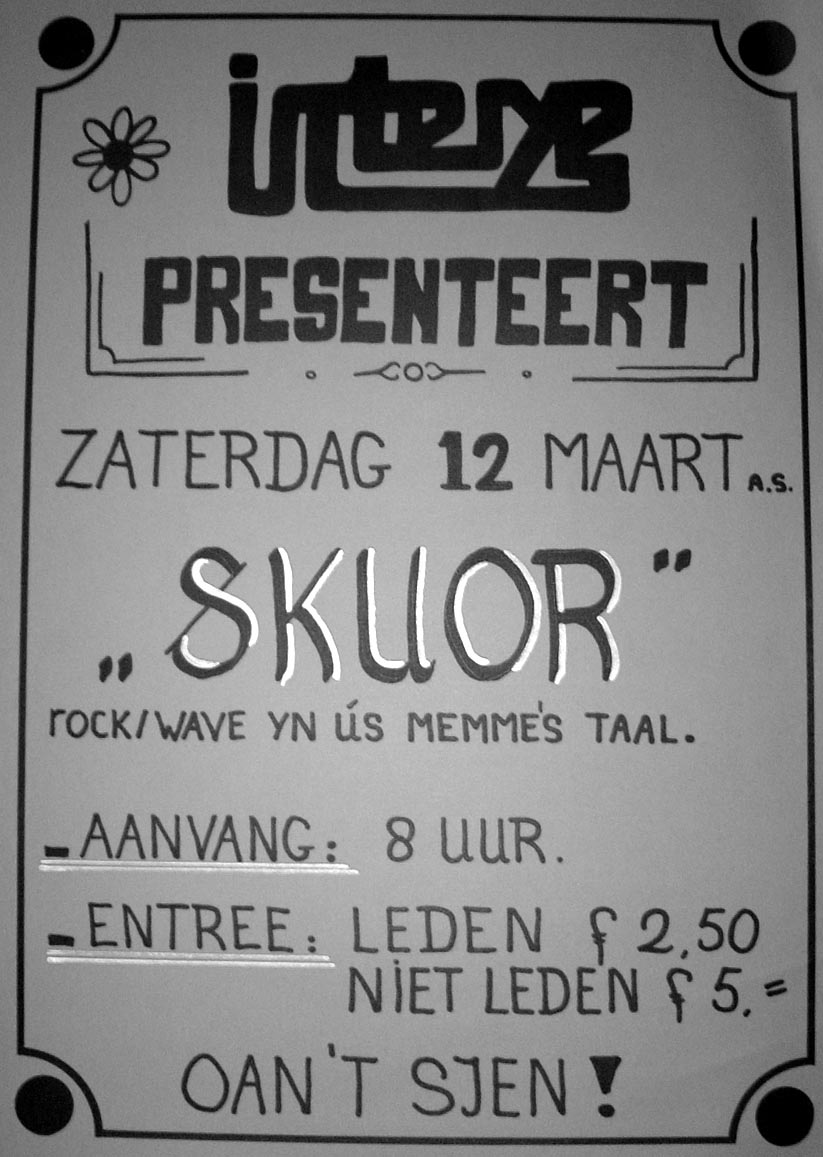 PRESENTEERT
ZATERDAG 12 MAART A.S.
„SKUOR”
ROCK/WAVE YN ÚS MEMME'S TAAL.
-AANVANG: 8 UUR.
-ENTREE: LEDEN ƒ 2,50
NIET LEDEN ƒ 5,=
OAN'T SJEN!